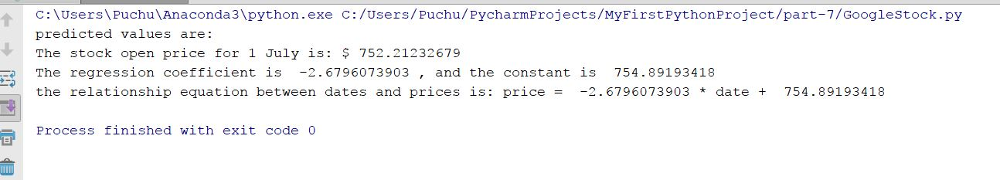 C:\Users\Puchu\Anaconda3\python.exe C:/Users/Puchu/PycharmProjects/MyFirstPythonProject/part-7/GoogleStock.py
predicted values are:
The stock open price for 1 July is: $ 752.21232679
The regression coefficient is  -2.6796073903 , and the constant is  754.89193418
the relationship equation between dates and prices is: price =  -2.6796073903 * date +  754.89193418
Process finished with exit code 0